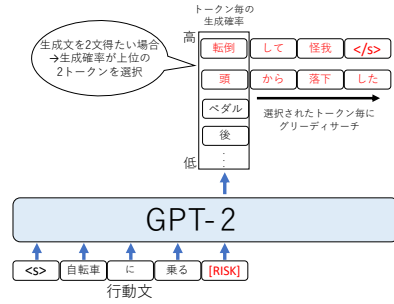 トークン毎の
生成確率
高
生成文を2文得たい場合
→生成確率が上位の
2トークンを選択
転倒 して 怪我 </s>
頭 から 落下 した
ペダル
後
⋮
低
選択されたトークン毎に
グリーディサーチ
GPT-2
<s> 自転車 に 乗る [RISK]
行動文